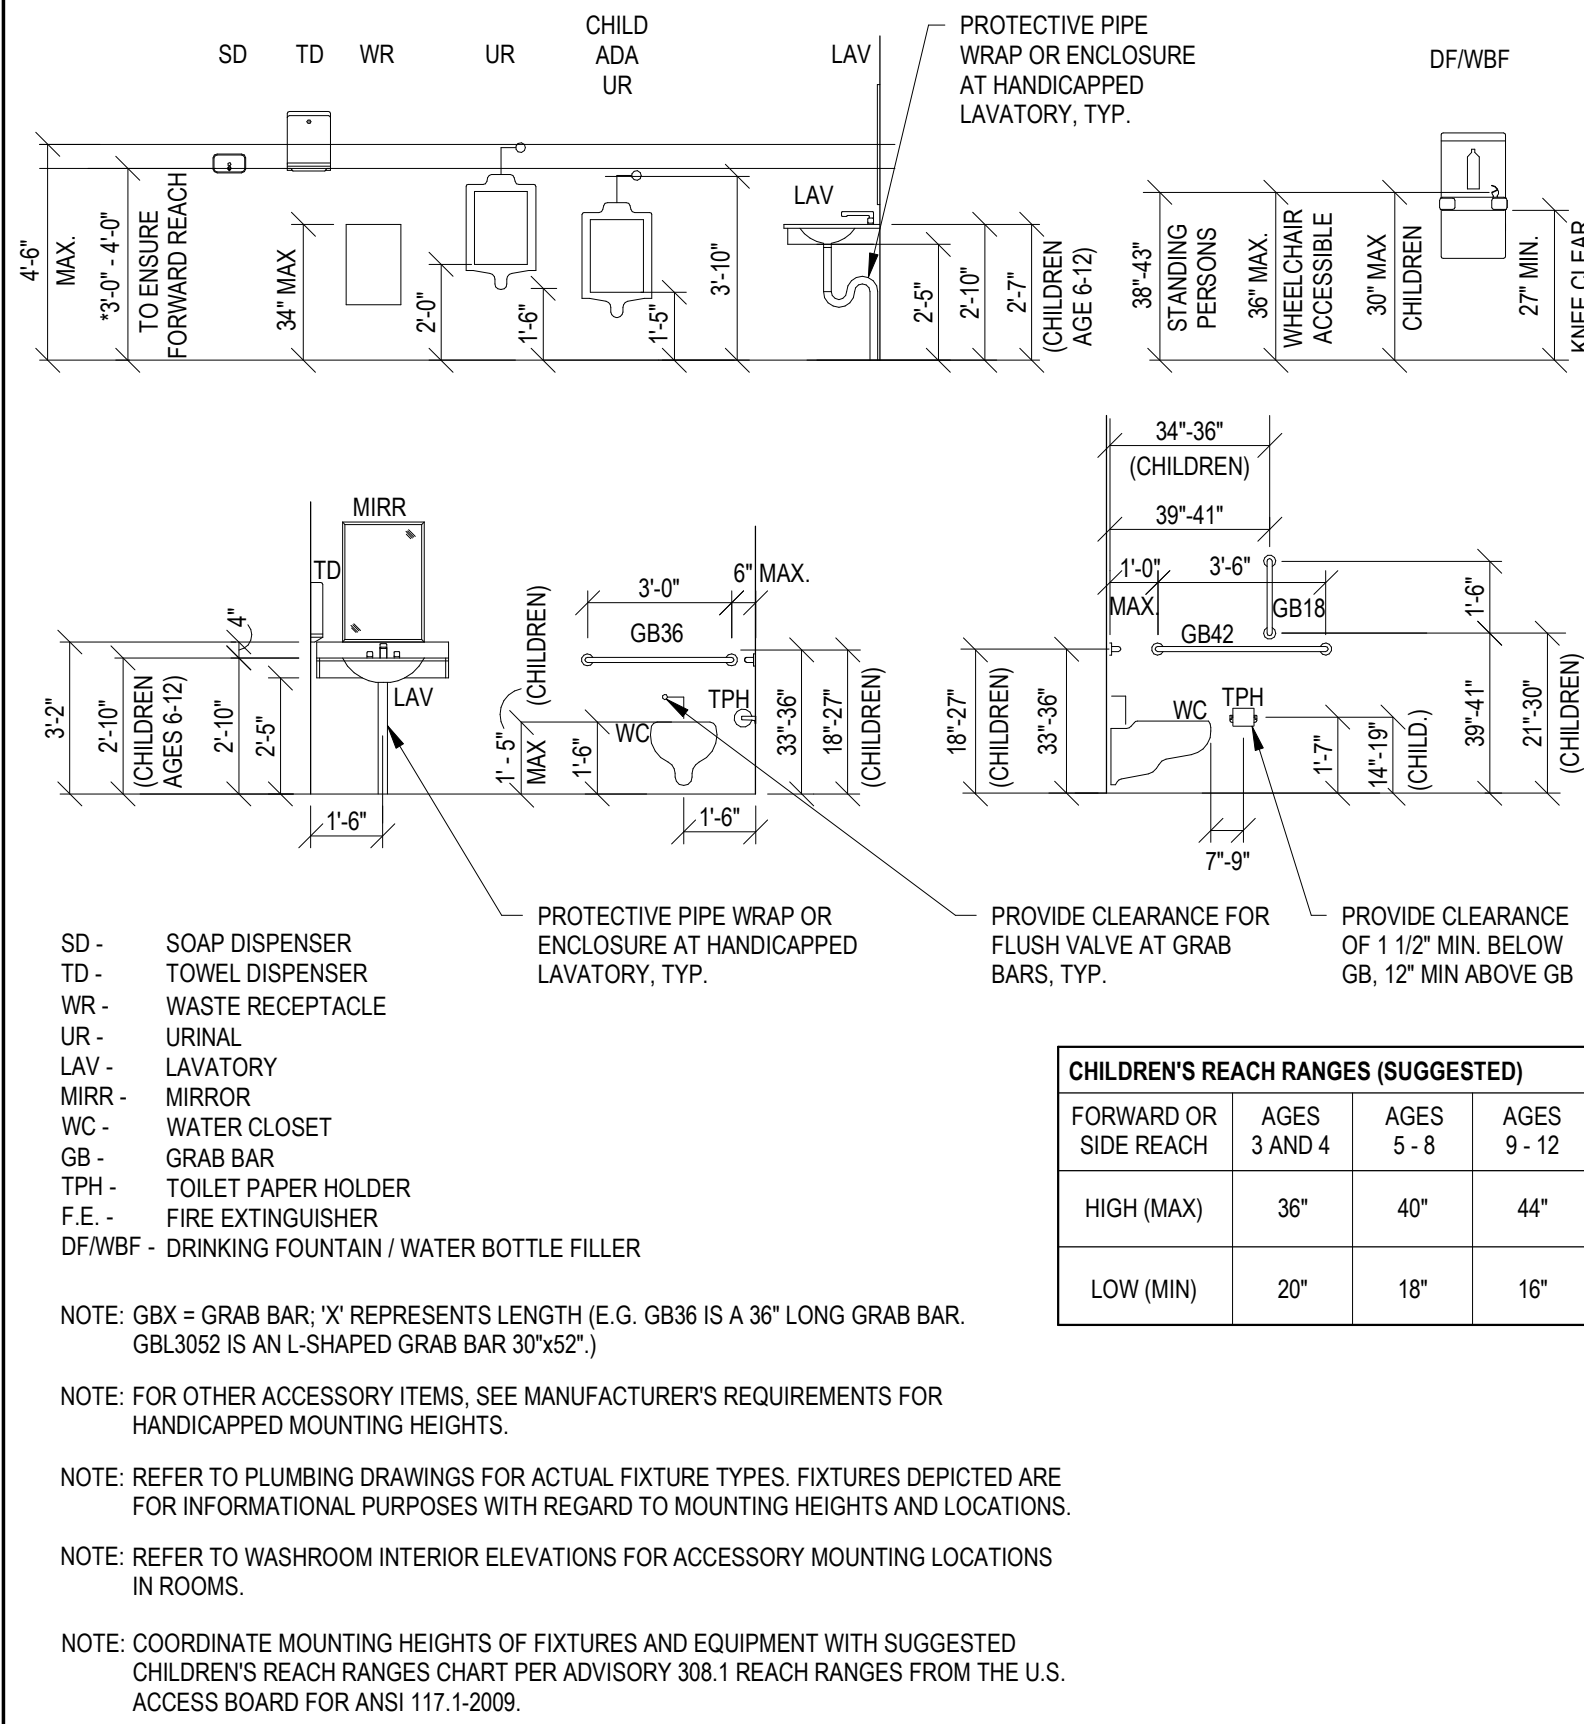 SD
TD
WR
UR
CHILD
ADA
UR
LAV
PROTECTIVE PIPE
WRAP OR ENCLOSURE
AT HANDICAPPED
LAVATORY, TYP.
DF/WBF
4'-6"
MAX.
*3'-0" - 4'-0"
TO ENSURE
FORWARD REACH
34" MAX
2'-0"
1'-6"
1'-5"
3'-10"
LAV
2'-5"
2'-10"
2'-7"
(CHILDREN
AGE 6-12)
38"-43"
STANDING
PERSONS
36" MAX.
WHEELCHAIR
ACCESSIBLE
30" MAX
CHILDREN
27" MIN.
KNEE CLEAR
MIRR
TD
4"
3'-2"
2'-10"
(CHILDREN
AGES 6-12)
2'-10"
2'-5"
LAV
1'-6"
3'-0"
6" MAX.
GB36
(CHILDREN)
1' - 5"
MAX
1'-6"
WC
TPH
33"-36"
18"-27"
(CHILDREN)
1'-6"
34"-36"
(CHILDREN)
39"-41"
1'-0"
MAX.
3'-6"
GB18
GB42
1'-6"
18"-27"
(CHILDREN)
33"-36"
WC
TPH
1'-7"
14"-19"
(CHILD.)
39"-41"
21"-30"
(CHILDREN)
7"-9"
PROTECTIVE PIPE WRAP OR
ENCLOSURE AT HANDICAPPED
LAVATORY, TYP.
PROVIDE CLEARANCE FOR
FLUSH VALVE AT GRAB
BARS, TYP.
PROVIDE CLEARANCE
OF 1 1/2" MIN. BELOW
GB, 12" MIN ABOVE GB
SD - SOAP DISPENSER
TD - TOWEL DISPENSER
WR - WASTE RECEPTACLE
UR - URINAL
LAV - LAVATORY
MIRR - MIRROR
WC - WATER CLOSET
GB - GRAB BAR
TPH - TOILET PAPER HOLDER
F.E. - FIRE EXTINGUISHER
DF/WBF - DRINKING FOUNTAIN / WATER BOTTLE FILLER
CHILDREN'S REACH RANGES (SUGGESTED)
FORWARD OR
SIDE REACH
AGES
3 AND 4
AGES
5 - 8
AGES
9 - 12
HIGH (MAX) 36" 40" 44"
LOW (MIN) 20" 18" 16"
NOTE: GBX = GRAB BAR; 'X' REPRESENTS LENGTH (E.G. GB36 IS A 36" LONG GRAB BAR.
GBL3052 IS AN L-SHAPED GRAB BAR 30"x52".)
NOTE: FOR OTHER ACCESSORY ITEMS, SEE MANUFACTURER'S REQUIREMENTS FOR
HANDICAPPED MOUNTING HEIGHTS.
NOTE: REFER TO PLUMBING DRAWINGS FOR ACTUAL FIXTURE TYPES. FIXTURES DEPICTED ARE
FOR INFORMATIONAL PURPOSES WITH REGARD TO MOUNTING HEIGHTS AND LOCATIONS.
NOTE: REFER TO WASHROOM INTERIOR ELEVATIONS FOR ACCESSORY MOUNTING LOCATIONS
IN ROOMS.
NOTE: COORDINATE MOUNTING HEIGHTS OF FIXTURES AND EQUIPMENT WITH SUGGESTED
CHILDREN'S REACH RANGES CHART PER ADVISORY 308.1 REACH RANGES FROM THE U.S.
ACCESS BOARD FOR ANSI 117.1-2009.